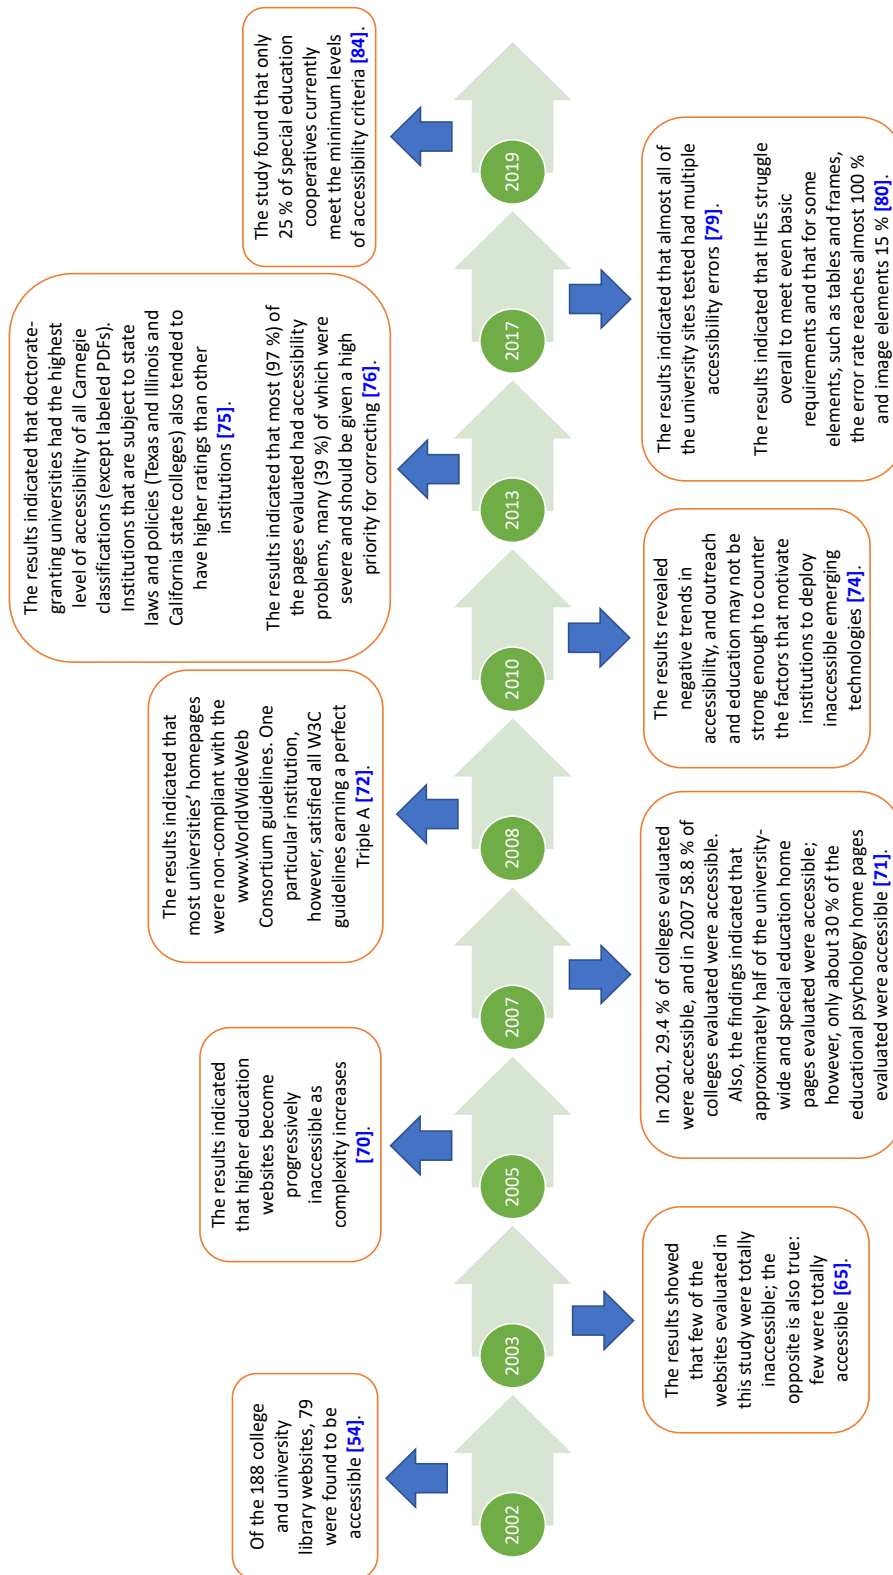 2002
Of the 188 college
and university
library websites, 79
were found to be
accessible [54].
2003
The results showed
that few of the
websites evaluated in
this study were totally
inaccessible; the
opposite is also true:
few were totally
accessible [65].
2005
The results indicated
that higher education
websites become
progressively
inaccessible as
complexity increases
[70].
2007
In 2001, 29.4 % of colleges evaluated
were accessible, and in 2007 58.8 % of
colleges evaluated were accessible.
Also, the findings indicated that
approximately half of the university-
wide and special education home
pages evaluated were accessible;
however, only about 30 % of the
educational psychology home pages
evaluated were accessible [71].
2008
The results indicated that
most universities’ homepages
were non-compliant with the
www.WorldWideWeb
Consortium guidelines. One
particular institution,
however, satisfied all W3C
guidelines earning a perfect
Triple A [72].
2010
The results revealed
negative trends in
accessibility, and outreach
and education may not be
strong enough to counter
the factors that motivate
institutions to deploy
inaccessible emerging
technologies [74].
2013
The results indicated that doctorate-
granting universities had the highest
level of accessibility of all Carnegie
classifications (except labeled PDFs).
Institutions that are subject to state
laws and policies (Texas and Illinois and
California state colleges) also tended to
have higher ratings than other
institutions [75].
The results indicated that most (97 %) of
the pages evaluated had accessibility
problems, many (39 %) of which were
severe and should be given a high
priority for correcting [76].
2017
The results indicated that almost all of
the university sites tested had multiple
accessibility errors [79].
The results indicated that IHEs struggle
overall to meet even basic
requirements and that for some
elements, such as tables and frames,
the error rate reaches almost 100 %
and image elements 15 % [80].
2019
The study found that only
25 % of special education
cooperatives currently
meet the minimum levels
of accessibility criteria [84].